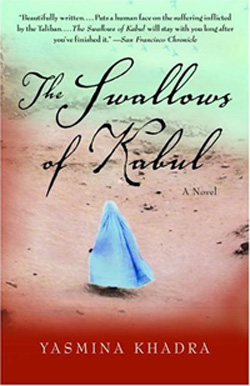 "Beautifully written. . . . Puts a human face on the suffering inflicted
by the Taliban. . . . The Swallows of Kabul will stay with you long after
you've finished it." —San Francisco Chronicle
The Swallows
of Kabul
A Novel
YASMINA KHADRA